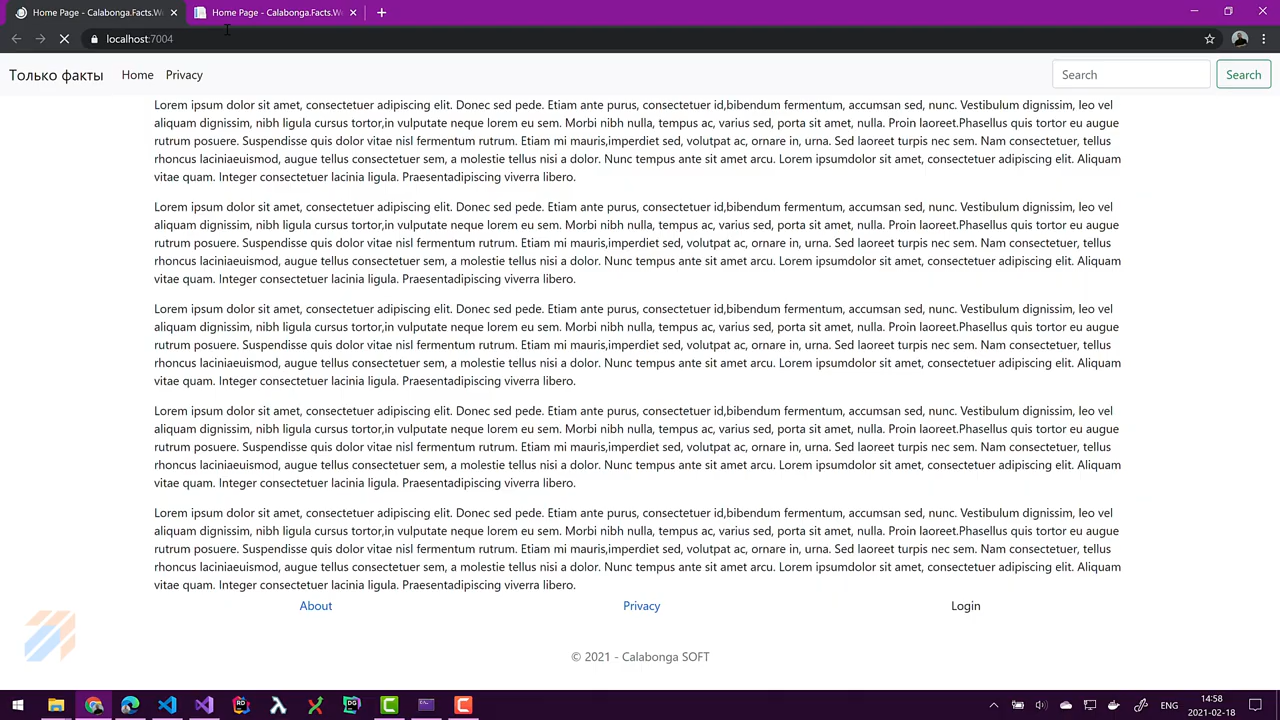 Home Page - Calabonga.Facts.W
Home Page - Calabonga.Facts.W
localhost:7004
Только факты
Home
Privacy
Search
Search
Lorem ipsum dolor sit amet, consectetuer adipiscing elit. Donec sed pede. Etiam ante purus, consectetuer id,bibendum fermentum, accumsan sed, nunc. Vestibulum dignissim, leo vel
aliquam dignissim, nibh ligula cursus tortor,in vulputate neque lorem eu sem. Morbi nibh nulla, tempus ac, varius sed, porta sit amet, nulla. Proin laoreet.Phasellus quis tortor eu augue
rutrum posuere. Suspendisse quis dolor vitae nisl fermentum rutrum. Etiam mi mauris,imperdiet sed, volutpat ac, ornare in, urna. Sed laoreet turpis nec sem. Nam consectetuer, tellus
rhoncus laciniaeuismod, augue tellus consectetuer sem, a molestie tellus nisi a dolor. Nunc tempus ante sit amet arcu. Lorem ipsumdolor sit amet, consectetuer adipiscing elit. Aliquam
vitae quam. Integer consectetuer lacinia ligula. Praesentadipiscing viverra libero.
Lorem ipsum dolor sit amet, consectetuer adipiscing elit. Donec sed pede. Etiam ante purus, consectetuer id,bibendum fermentum, accumsan sed, nunc. Vestibulum dignissim, leo vel
aliquam dignissim, nibh ligula cursus tortor,in vulputate neque lorem eu sem. Morbi nibh nulla, tempus ac, varius sed, porta sit amet, nulla. Proin laoreet.Phasellus quis tortor eu augue
rutrum posuere. Suspendisse quis dolor vitae nisl fermentum rutrum. Etiam mi mauris,imperdiet sed, volutpat ac, ornare in, urna. Sed laoreet turpis nec sem. Nam consectetuer, tellus
rhoncus laciniaeuismod, augue tellus consectetuer sem, a molestie tellus nisi a dolor. Nunc tempus ante sit amet arcu. Lorem ipsumdolor sit amet, consectetuer adipiscing elit. Aliquam
vitae quam. Integer consectetuer lacinia ligula. Praesentadipiscing viverra libero.
Lorem ipsum dolor sit amet, consectetuer adipiscing elit. Donec sed pede. Etiam ante purus, consectetuer id,bibendum fermentum, accumsan sed, nunc. Vestibulum dignissim, leo vel
aliquam dignissim, nibh ligula cursus tortor,in vulputate neque lorem eu sem. Morbi nibh nulla, tempus ac, varius sed, porta sit amet, nulla. Proin laoreet.Phasellus quis tortor eu augue
rutrum posuere. Suspendisse quis dolor vitae nisl fermentum rutrum. Etiam mi mauris,imperdiet sed, volutpat ac, ornare in, urna. Sed laoreet turpis nec sem. Nam consectetuer, tellus
rhoncus laciniaeuismod, augue tellus consectetuer sem, a molestie tellus nisi a dolor. Nunc tempus ante sit amet arcu. Lorem ipsumdolor sit amet, consectetuer adipiscing elit. Aliquam
vitae quam. Integer consectetuer lacinia ligula. Praesentadipiscing viverra libero.
Lorem ipsum dolor sit amet, consectetuer adipiscing elit. Donec sed pede. Etiam ante purus, consectetuer id,bibendum fermentum, accumsan sed, nunc. Vestibulum dignissim, leo vel
aliquam dignissim, nibh ligula cursus tortor,in vulputate neque lorem eu sem. Morbi nibh nulla, tempus ac, varius sed, porta sit amet, nulla. Proin laoreet.Phasellus quis tortor eu augue
rutrum posuere. Suspendisse quis dolor vitae nisl fermentum rutrum. Etiam mi mauris,imperdiet sed, volutpat ac, ornare in, urna. Sed laoreet turpis nec sem. Nam consectetuer, tellus
rhoncus laciniaeuismod, augue tellus consectetuer sem, a molestie tellus nisi a dolor. Nunc tempus ante sit amet arcu. Lorem ipsumdolor sit amet, consectetuer adipiscing elit. Aliquam
vitae quam. Integer consectetuer lacinia ligula. Praesentadipiscing viverra libero.
Lorem ipsum dolor sit amet, consectetuer adipiscing elit. Donec sed pede. Etiam ante purus, consectetuer id,bibendum fermentum, accumsan sed, nunc. Vestibulum dignissim, leo vel
aliquam dignissim, nibh ligula cursus tortor,in vulputate neque lorem eu sem. Morbi nibh nulla, tempus ac, varius sed, porta sit amet, nulla. Proin laoreet.Phasellus quis tortor eu augue
rutrum posuere. Suspendisse quis dolor vitae nisl fermentum rutrum. Etiam mi mauris,imperdiet sed, volutpat ac, ornare in, urna. Sed laoreet turpis nec sem. Nam consectetuer, tellus
rhoncus laciniaeuismod, augue tellus consectetuer sem, a molestie tellus nisi a dolor. Nunc tempus ante sit amet arcu. Lorem ipsumdolor sit amet, consectetuer adipiscing elit. Aliquam
vitae quam. Integer consectetuer lacinia ligula. Praesentadipiscing viverra libero.
About
Privacy
Login
© 2021 - Calabonga SOFT
ENG
14:58
2021-02-18